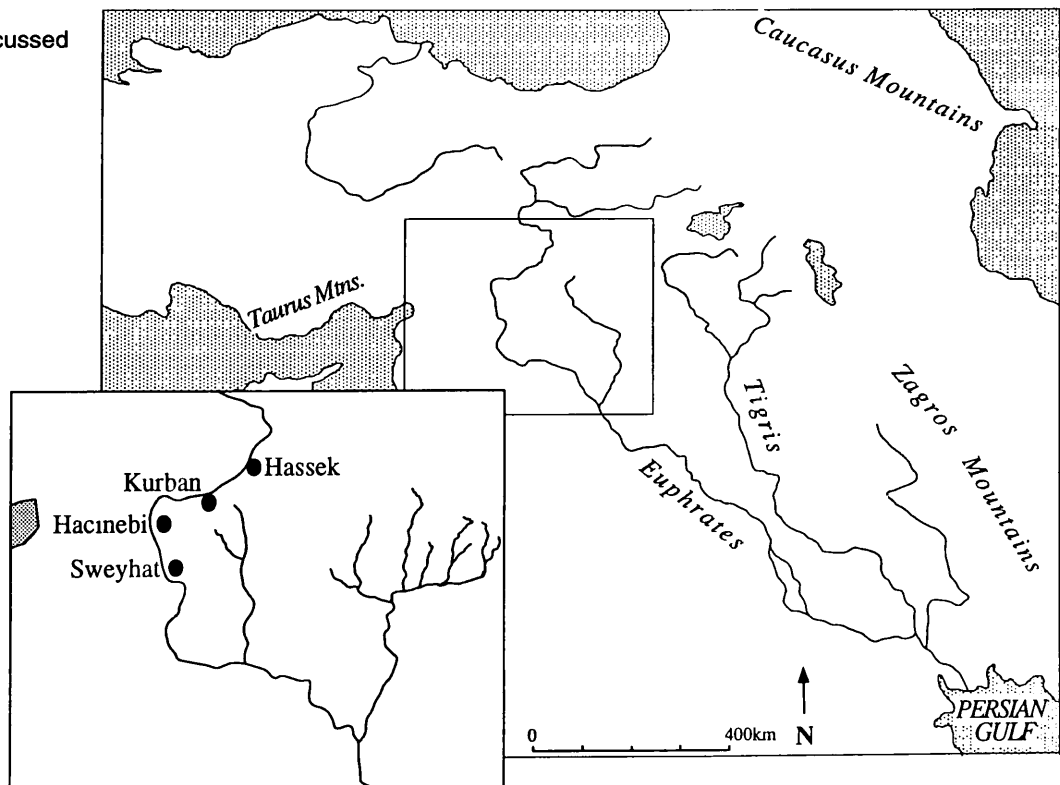 cussed
Caucasus Mountains
Taurus Mtns.
Tigris
Zagros
Mountains
Euphrates
Hassek
Kurban
Hacınebi
Sweyhat
0 400km N
PERSIAN
GULF